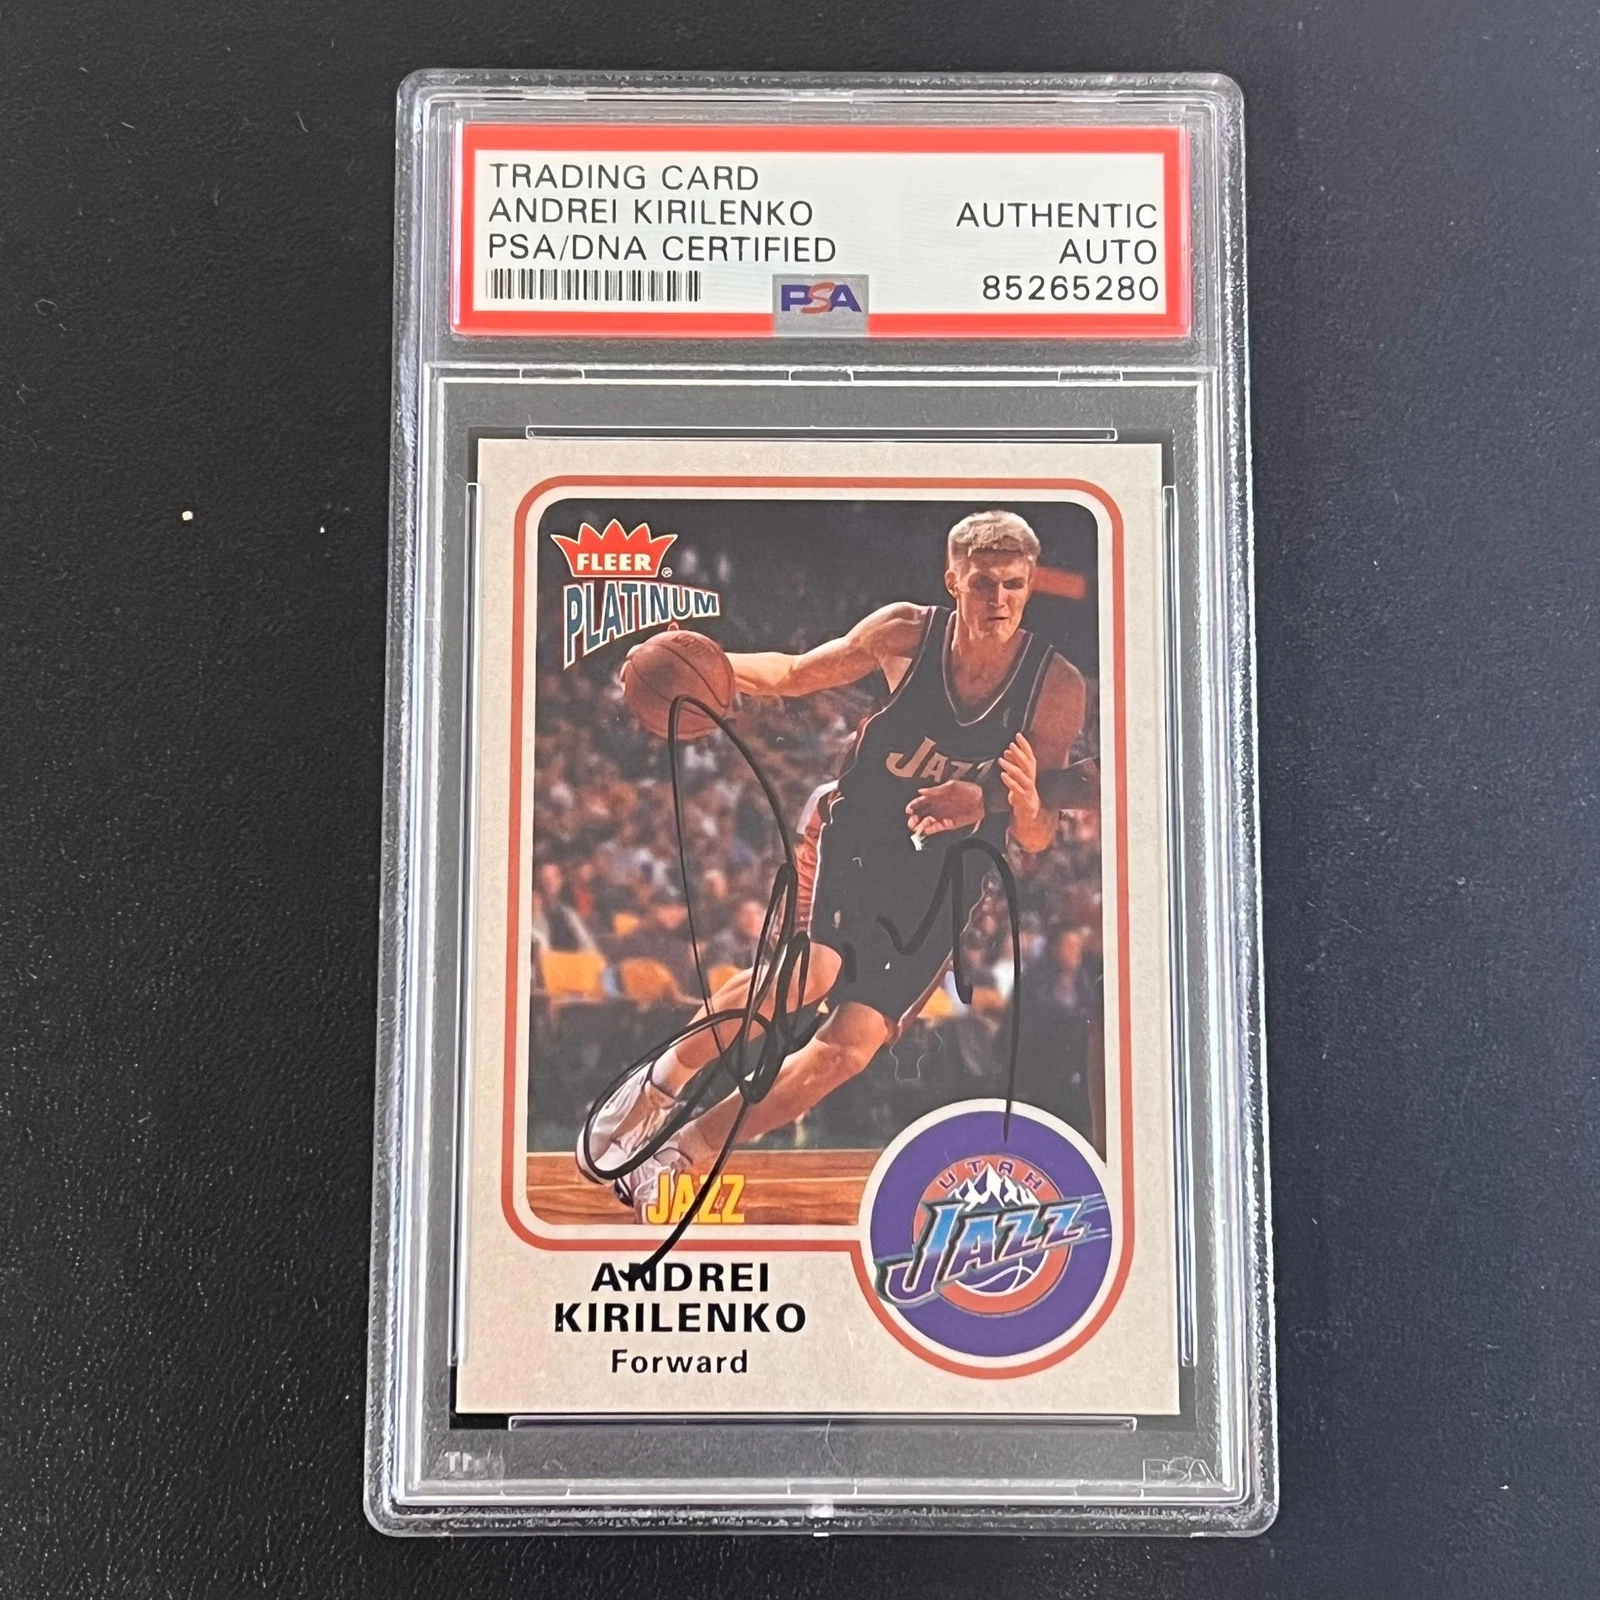 TRADING CARD
ANDREI KIRILENKO
PSA/DNA CERTIFIED
AUTHENTIC
AUTO
85265280
PSA
FLEER
PLATINUM
JAZZ
JAZZ
UTAH
JAZZ
ANDREI
KIRILENKO
Forward
PSA